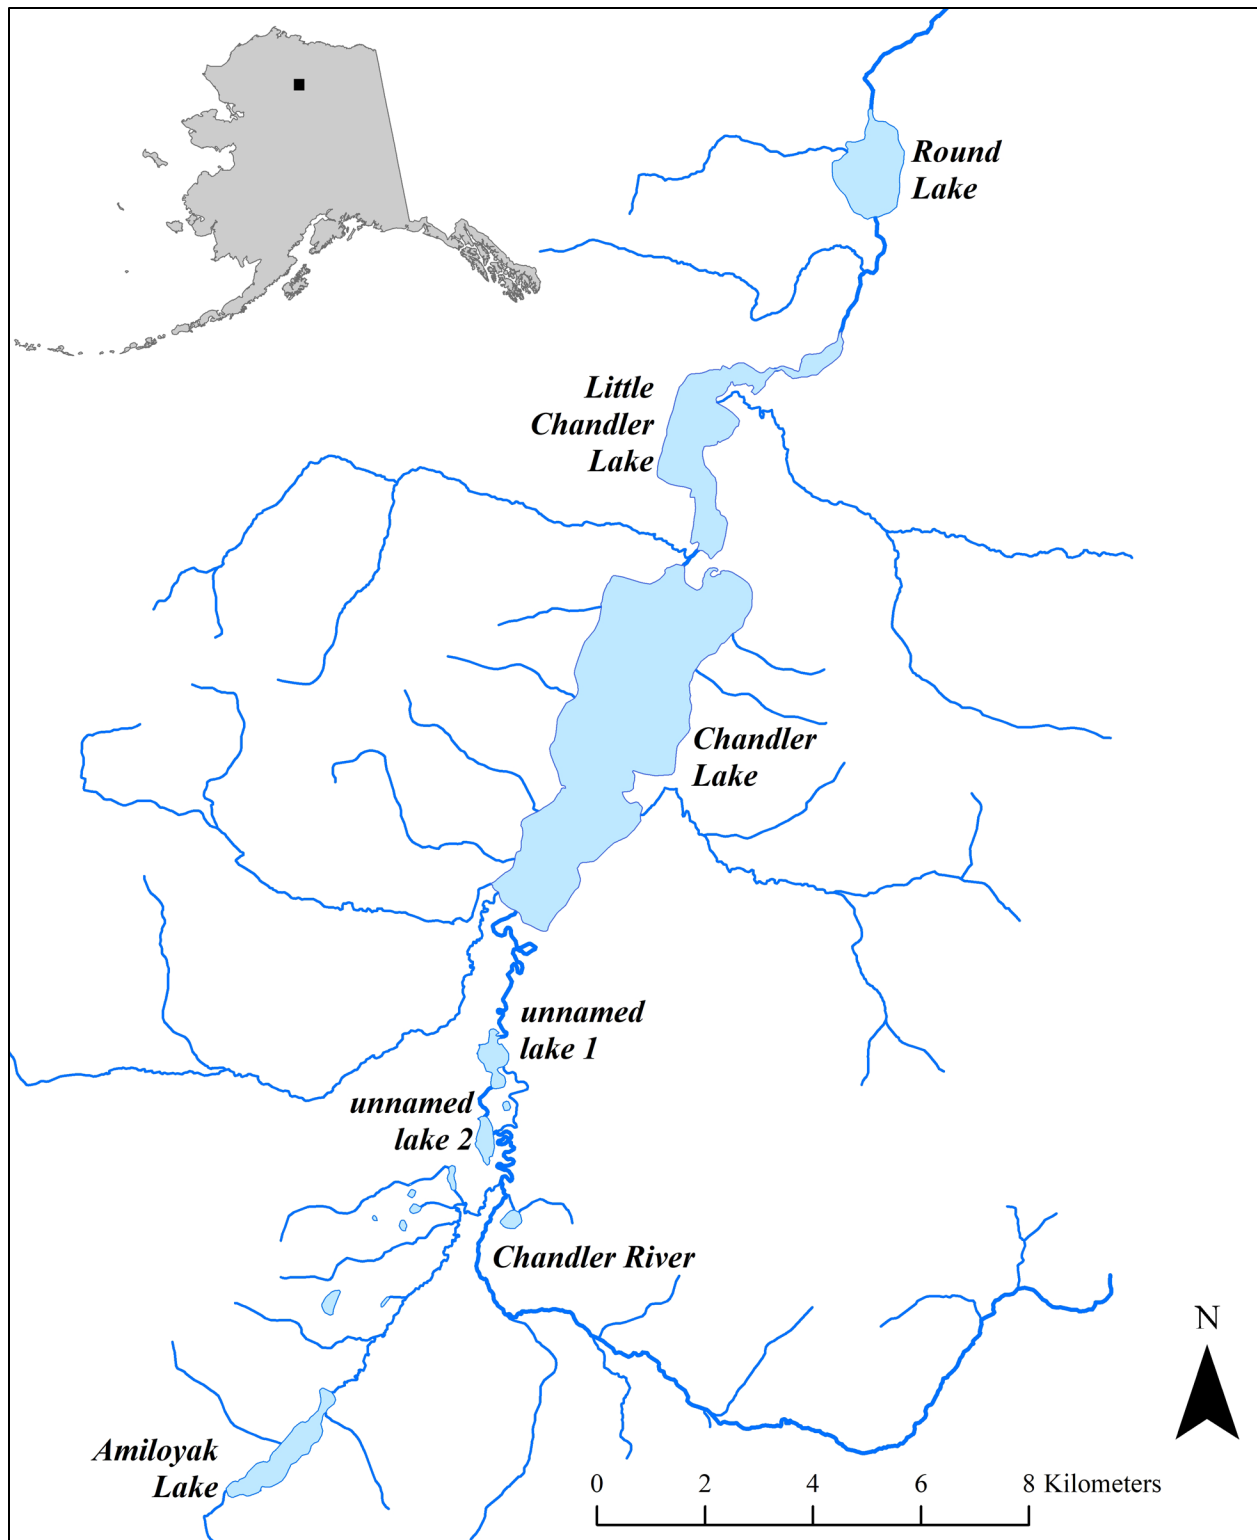 Round
Lake
Little
Chandler
Lake
Chandler
Lake
unnamed
lake 1
unnamed
lake 2
Chandler River
N
Amiloyak
Lake
0 2 4 6 8 Kilometers